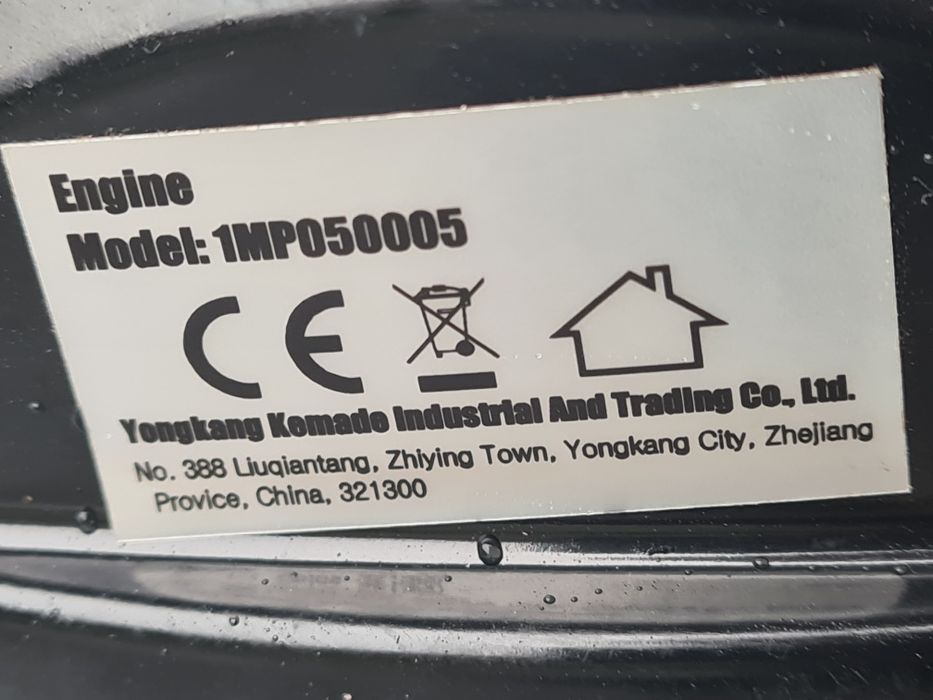 Engine
Model: 1MP050005
CE
Yongkang Kemade Industrial And Trading Co., Ltd.
No. 388 Liuqiantang, Zhiying Town, Yongkang City, Zhejiang
Provice, China, 321300